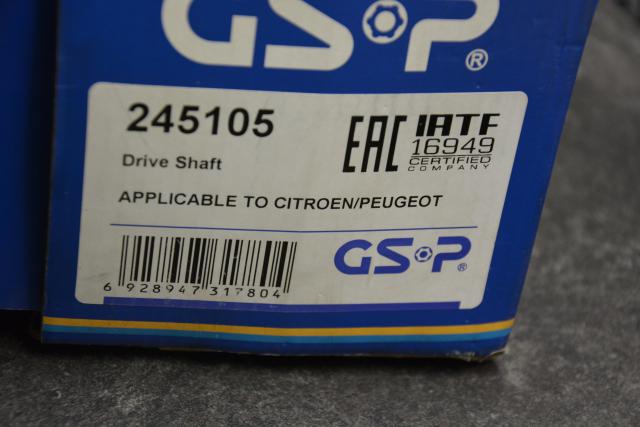 GSP®
245105
Drive Shaft
EAC
IATF
16949
CERTIFIED
COMPANY
APPLICABLE TO CITROEN/PEUGEOT
6 928947 317804
GSP®